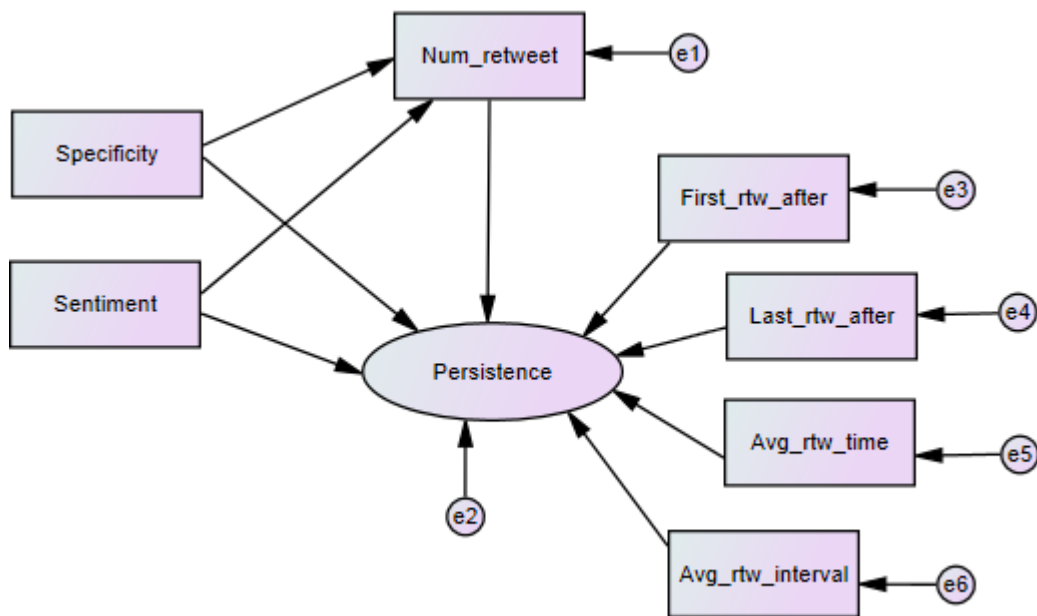 Num_retweet
e1
Specificity
First_rtw_after
e3
Sentiment
Last_rtw_after
e4
Persistence
Avg_rtw_time
e5
e2
Avg_rtw_interval
e6